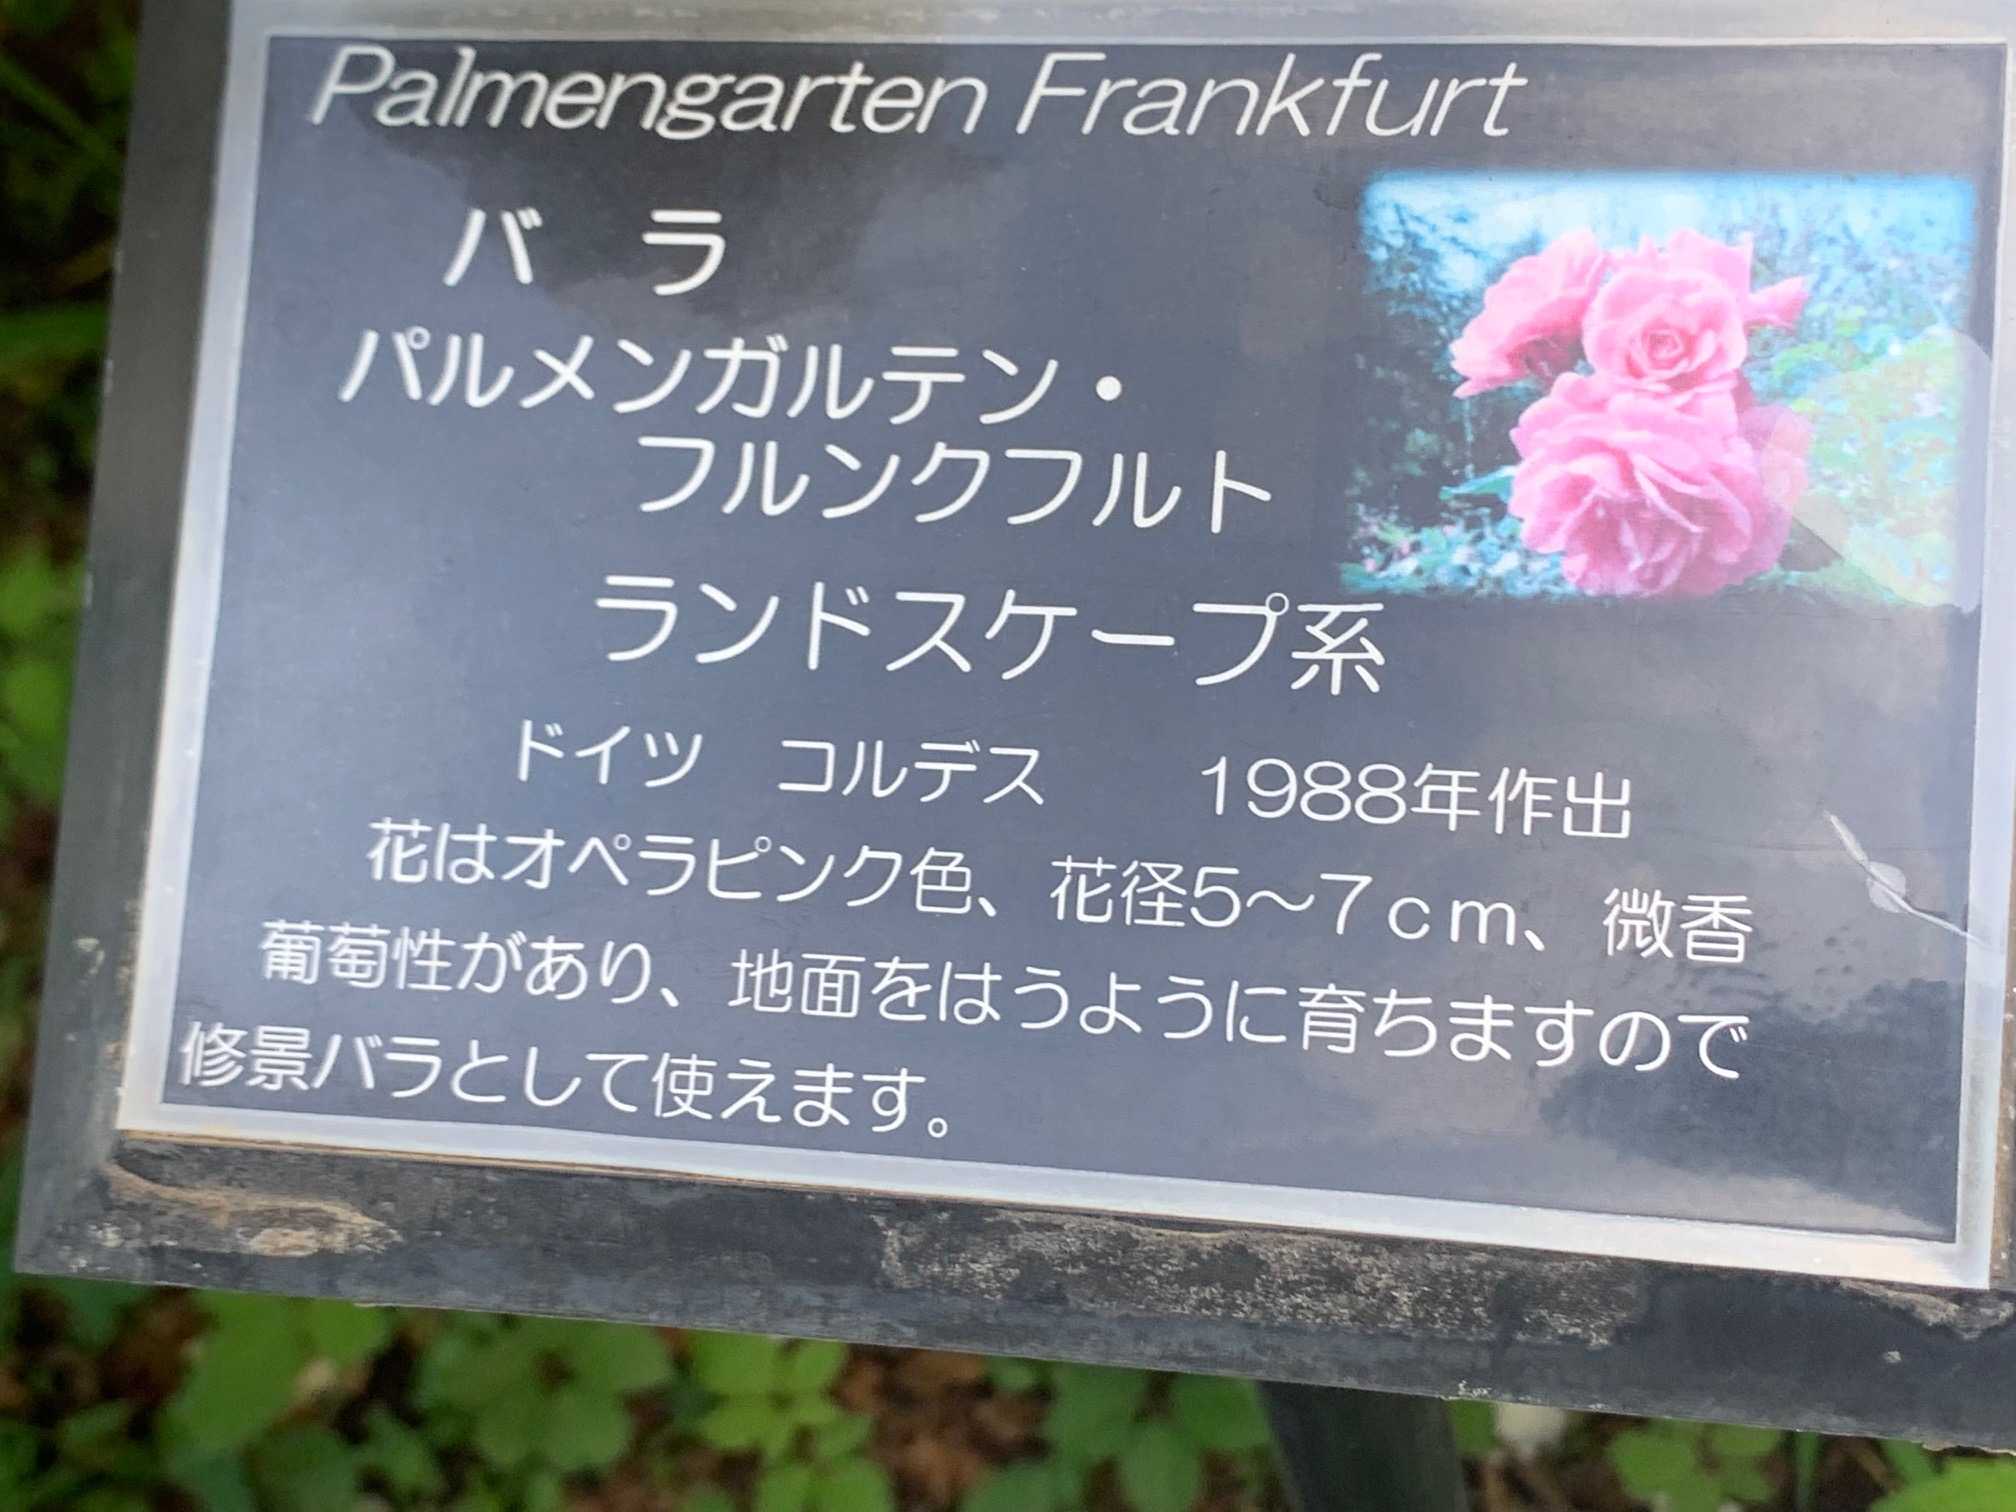 Palmengarten Frankfurt
バ　ラ
パルメンガルテン・
フルンクフルト
ランドスケープ系
ドイツ　コルデス　　1988年作出
花はオペラピンク色、花径5～7ｃｍ、微香
葡萄性があり、地面をはうように育ちますので
修景バラとして使えます。